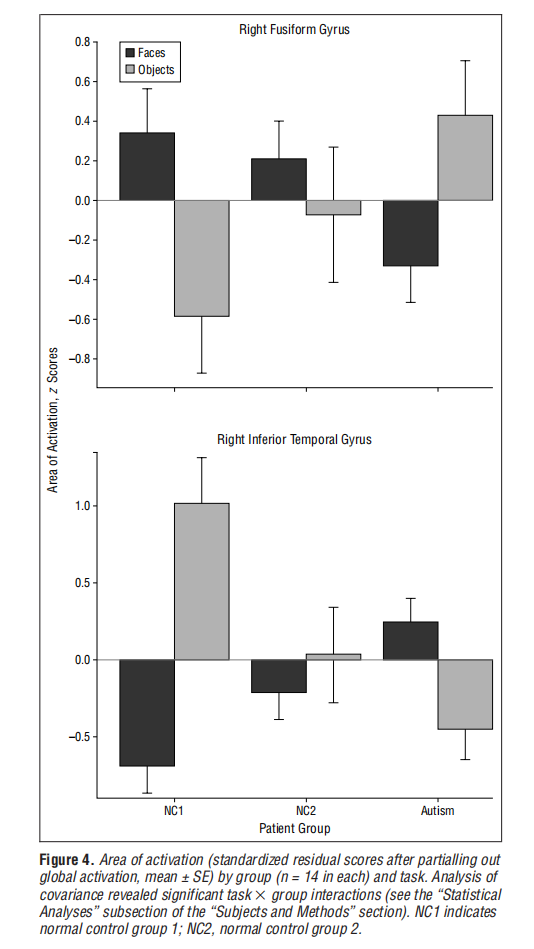 Right Fusiform Gyrus
0.8
Faces
Objects
0.6
0.4
0.2
0.0
–0.2
–0.4
–0.6
–0.8
Area of Activation, z Scores
Right Inferior Temporal Gyrus
1.0
0.5
0.0
–0.5
NC1 NC2 Autism
Patient Group
Figure 4. Area of activation (standardized residual scores after partialling out
global activation, mean ± SE) by group (n = 14 in each) and task. Analysis of
covariance revealed significant task × group interactions (see the “Statistical
Analyses” subsection of the “Subjects and Methods” section). NC1 indicates
normal control group 1; NC2, normal control group 2.